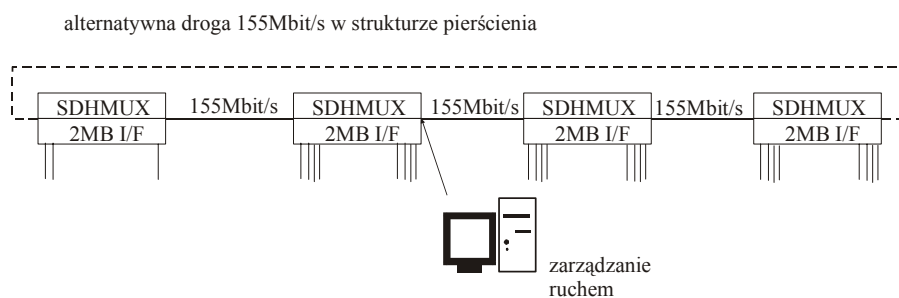 alternatywna droga 155Mbit/s w strukturze pierścienia
SDHMUX 155Mbit/s SDHMUX 155Mbit/s SDHMUX 155Mbit/s SDHMUX
2MB I/F 2MB I/F 2MB I/F 2MB I/F
zarządzanie
ruchem